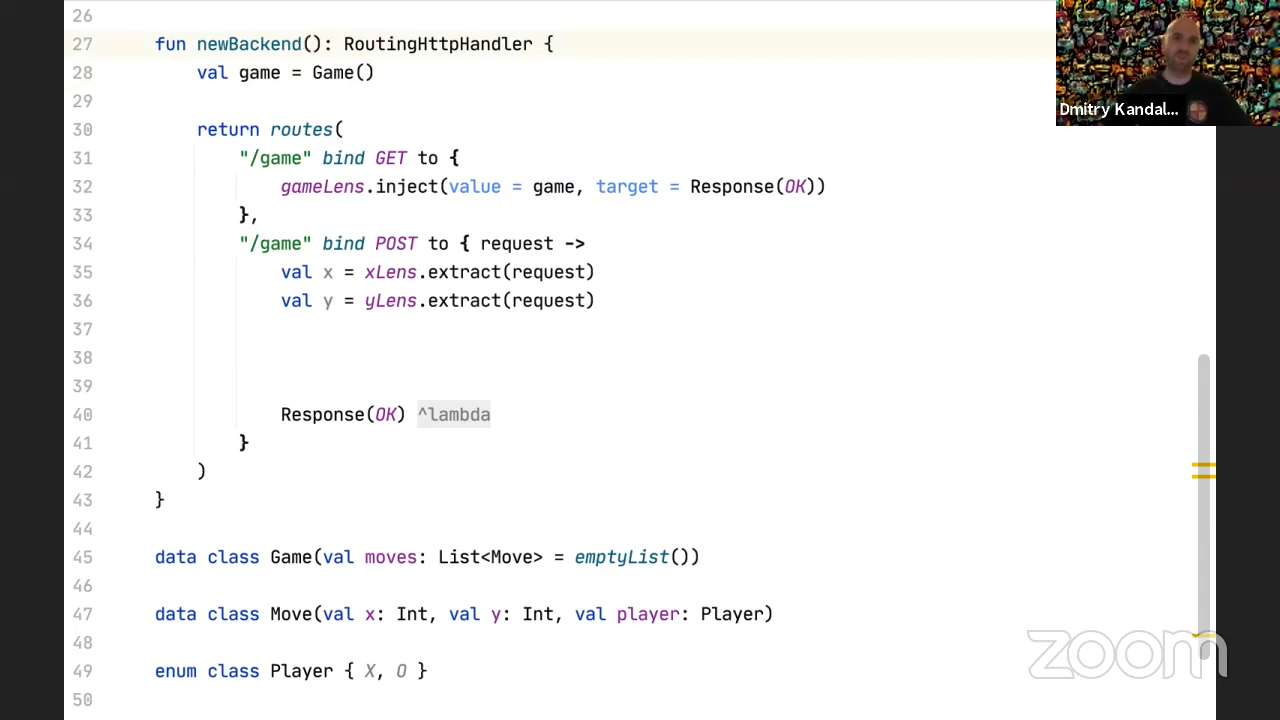 26
27 fun newBackend(): RoutingHttpHandler {
28 val game = Game()
29
30 return routes(
31 "/game" bind GET to {
32 gameLens.inject(value = game, target = Response(OK))
33 },
34 "/game" bind POST to { request ->
35 val x = xLens.extract(request)
36 val y = yLens.extract(request)
37
38
39
40 Response(OK) ^lambda
41 }
42 )
43 }
44
45 data class Game(val moves: List<Move> = emptyList())
46
47 data class Move(val x: Int, val y: Int, val player: Player)
48
49 enum class Player { X, O }
50
Dmitry Kandal...
zoom